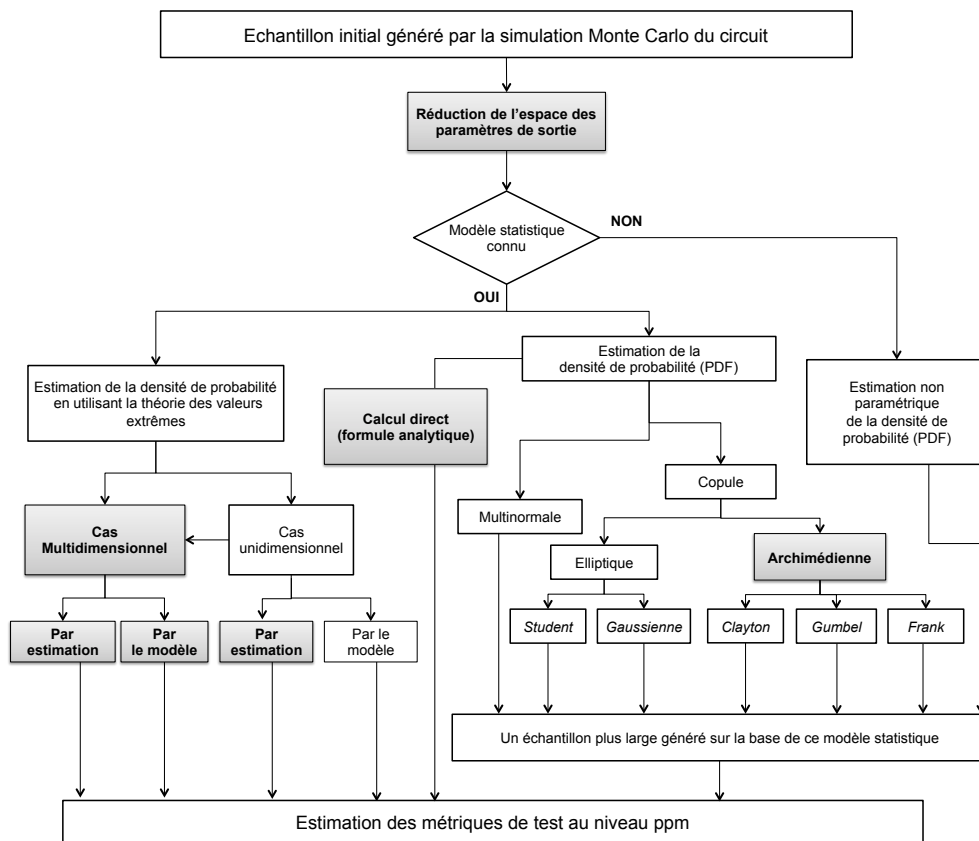 Echantillon initial généré par la simulation Monte Carlo du circuit
Réduction de l'espace des
paramètres de sortie
Modèle statistique
connu
NON
OUI
Estimation de la densité de probabilité
en utilisant la théorie des valeurs
extrêmes
Estimation de la
densité de probabilité (PDF)
Estimation non
paramétrique
de la densité de
probabilité (PDF)
Calcul direct
(formule analytique)
Copule
Cas
Multidimensionnel
Cas
unidimensionnel
Multinormale
Elliptique
Archimédienne
Par
estimation
Par
le modèle
Par
estimation
Par le
modèle
Student
Gaussienne
Clayton
Gumbel
Frank
Un échantillon plus large généré sur la base de ce modèle statistique
Estimation des métriques de test au niveau ppm